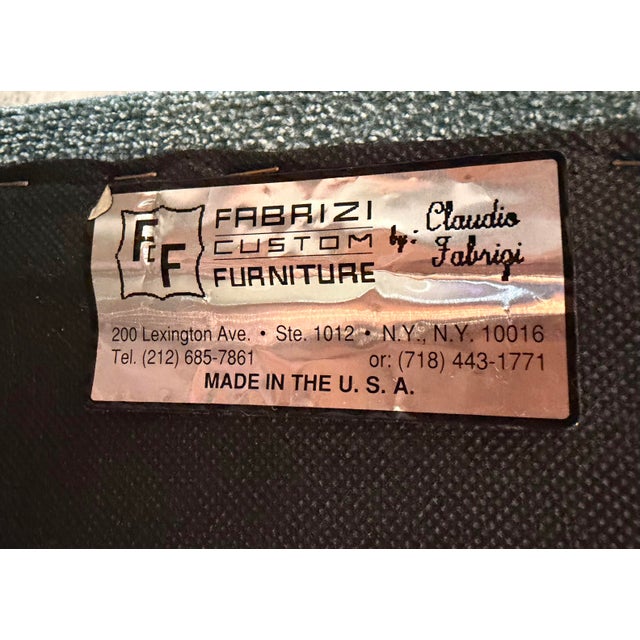 FCF
FABRIZI
CUSTOM
FURNITURE
by: Claudio
Fabrizi
200 Lexington Ave. • Ste. 1012 • N.Y., N.Y. 10016
Tel. (212) 685-7861 or: (718) 443-1771
MADE IN THE U. S. A.